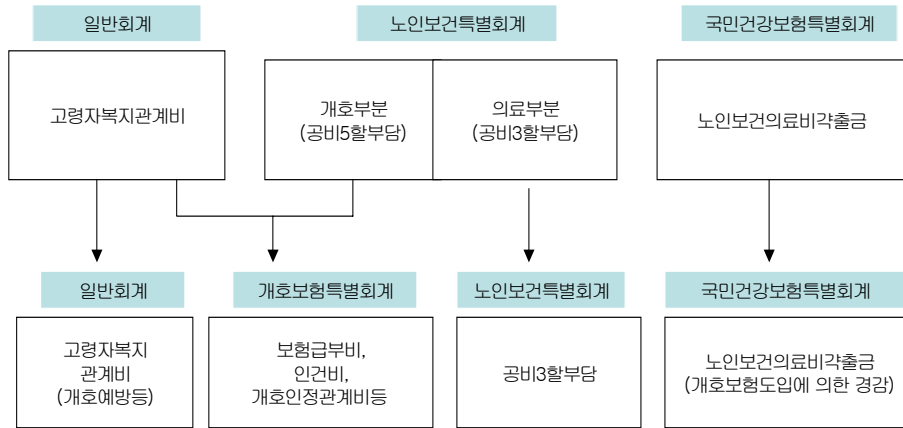 일반회계
노인보건특별회계
국민건강보험특별회계
고령자복지관계비
개호부분
(공비5할부담)
의료부분
(공비3할부담)
노인보건의료비갹출금
일반회계
개호보험특별회계
노인보건특별회계
국민건강보험특별회계
고령자복지
관계비
(개호예방등)
보험급부비,
인건비,
개호인정관계비등
공비3할부담
노인보건의료비갹출금
(개호보험도입에 의한 경감)